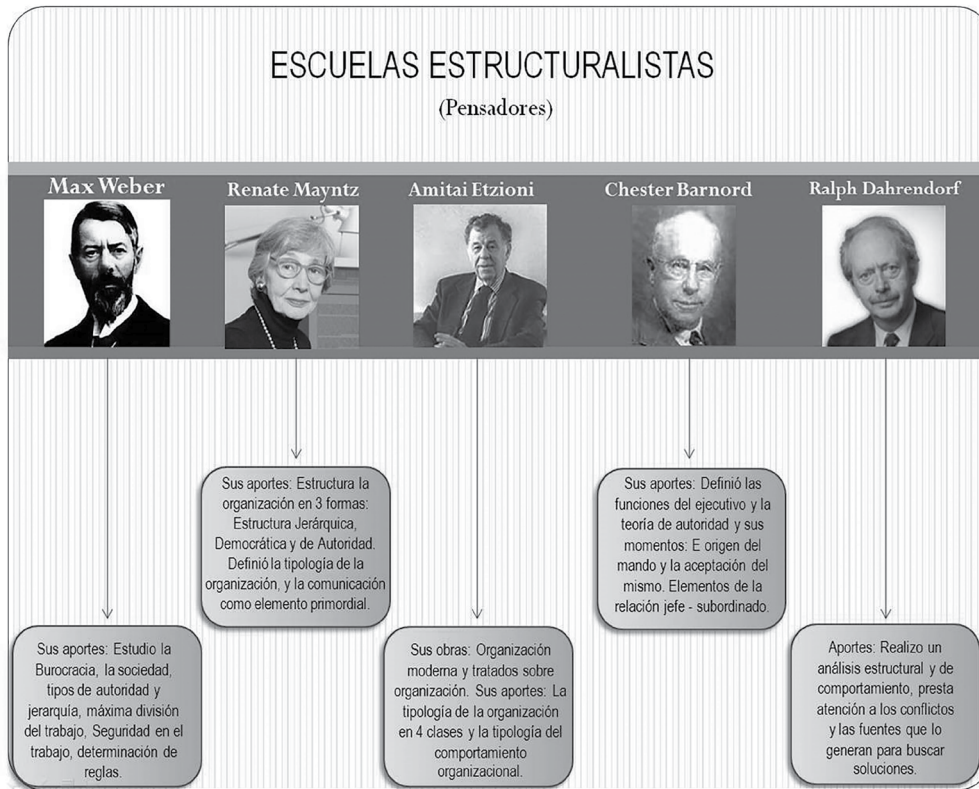 ESCUELAS ESTRUCTURALISTAS
(Pensadores)
Max Weber
Renate Mayntz
Amitai Etzioni
Chester Barnord
Ralph Dahrendorf
Sus aportes: Estudio la
Burocracia, la sociedad,
tipos de autoridad y
jerarquía, máxima división
del trabajo, Seguridad en el
trabajo, determinación de
reglas.
Sus aportes: Estructura la
organización en 3 formas:
Estructura Jerárquica,
Democrática y de Autoridad.
Definió la tipología de la
organización, y la comunicación
como elemento primordial.
Sus obras: Organización
moderna y tratados sobre
organización. Sus aportes: La
tipología de la organización
en 4 clases y la tipología del
comportamiento
organizacional.
Sus aportes: Definió las
funciones del ejecutivo y la
teoría de autoridad y sus
momentos: E origen del
mando y la aceptación del
mismo. Elementos de la
relación jefe - subordinado.
Aportes: Realizo un
análisis estructural y de
comportamiento, presta
atención a los conflictos
y las fuentes que lo
generan para buscar
soluciones.